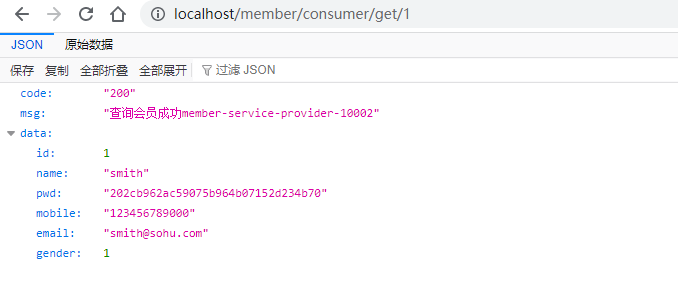 localhost/member/consumer/get/1
JSON 原始数据
保存 复制 全部折叠 全部展开 过滤 JSON
code: "200"
msg: "查询会员成功member-service-provider-10002"
data:
id: 1
name: "smith"
pwd: "202cb962ac59075b964b07152d234b70"
mobile: "123456789000"
email: "smith@sohu.com"
gender: 1